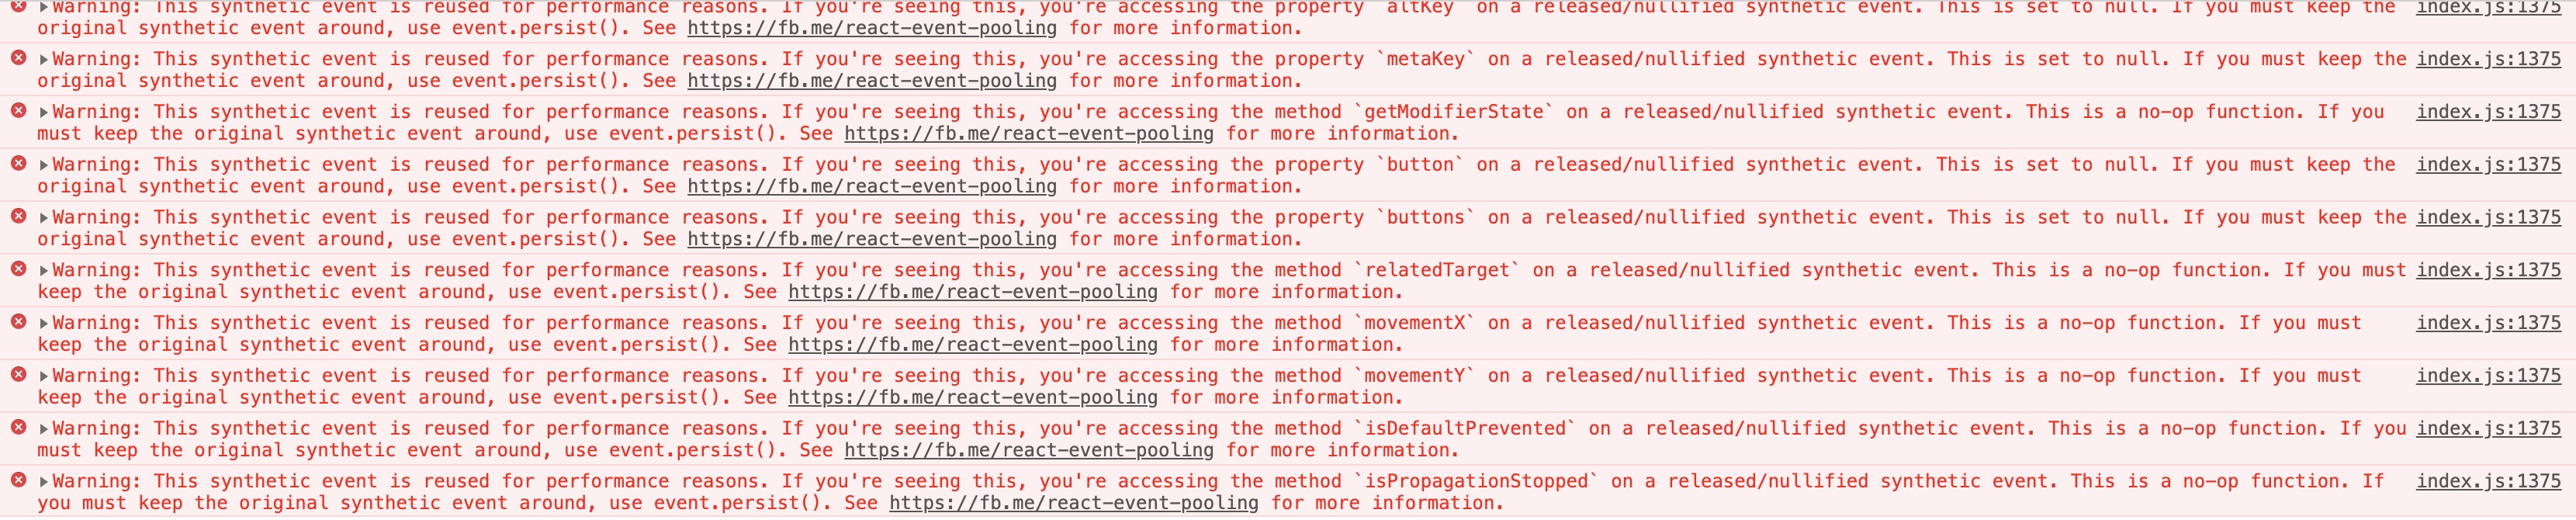 Warning: This synthetic event is reused for performance reasons. If you're seeing this, you're accessing the property `altKey` on a released/nullified synthetic event. This is set to null. If you must keep the index.js:1375
original synthetic event around, use event.persist(). See https://fb.me/react-event-pooling for more information.
Warning: This synthetic event is reused for performance reasons. If you're seeing this, you're accessing the property `metaKey` on a released/nullified synthetic event. This is set to null. If you must keep the index.js:1375
original synthetic event around, use event.persist(). See https://fb.me/react-event-pooling for more information.
Warning: This synthetic event is reused for performance reasons. If you're seeing this, you're accessing the method `getModifierState` on a released/nullified synthetic event. This is a no-op function. If you index.js:1375
must keep the original synthetic event around, use event.persist(). See https://fb.me/react-event-pooling for more information.
Warning: This synthetic event is reused for performance reasons. If you're seeing this, you're accessing the property `button` on a released/nullified synthetic event. This is set to null. If you must keep the index.js:1375
original synthetic event around, use event.persist(). See https://fb.me/react-event-pooling for more information.
Warning: This synthetic event is reused for performance reasons. If you're seeing this, you're accessing the property `buttons` on a released/nullified synthetic event. This is set to null. If you must keep the index.js:1375
original synthetic event around, use event.persist(). See https://fb.me/react-event-pooling for more information.
Warning: This synthetic event is reused for performance reasons. If you're seeing this, you're accessing the method `relatedTarget` on a released/nullified synthetic event. This is a no-op function. If you must index.js:1375
keep the original synthetic event around, use event.persist(). See https://fb.me/react-event-pooling for more information.
Warning: This synthetic event is reused for performance reasons. If you're seeing this, you're accessing the method `movementX` on a released/nullified synthetic event. This is a no-op function. If you must index.js:1375
keep the original synthetic event around, use event.persist(). See https://fb.me/react-event-pooling for more information.
Warning: This synthetic event is reused for performance reasons. If you're seeing this, you're accessing the method `movementY` on a released/nullified synthetic event. This is a no-op function. If you must index.js:1375
keep the original synthetic event around, use event.persist(). See https://fb.me/react-event-pooling for more information.
Warning: This synthetic event is reused for performance reasons. If you're seeing this, you're accessing the method `isDefaultPrevented` on a released/nullified synthetic event. This is a no-op function. If you index.js:1375
must keep the original synthetic event around, use event.persist(). See https://fb.me/react-event-pooling for more information.
Warning: This synthetic event is reused for performance reasons. If you're seeing this, you're accessing the method `isPropagationStopped` on a released/nullified synthetic event. This is a no-op function. If index.js:1375
you must keep the original synthetic event around, use event.persist(). See https://fb.me/react-event-pooling for more information.